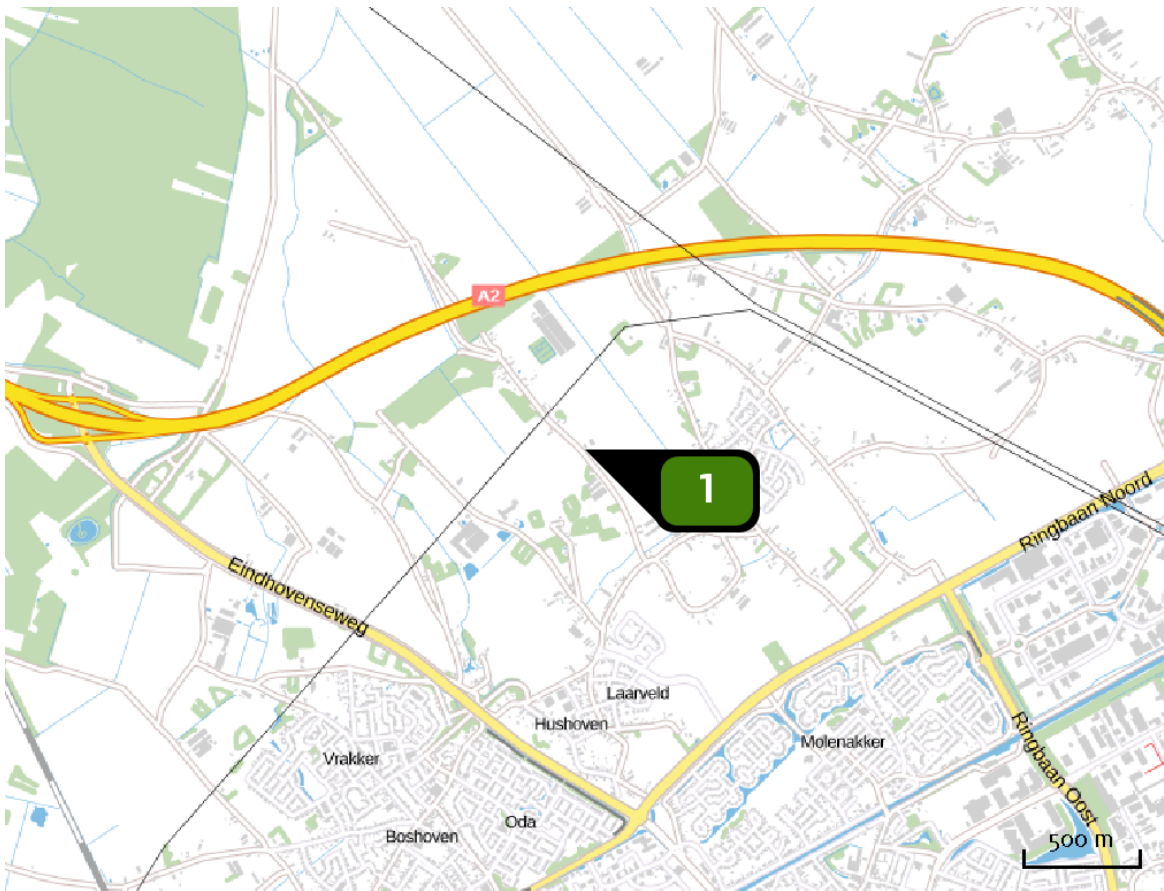 A2
1
Ringbaan Noord
Eindhovenseweg
Laarveld
Hushoven
Molenakker
Vrakker
Ringbaan Oost
Oda
Boshoven
500 m